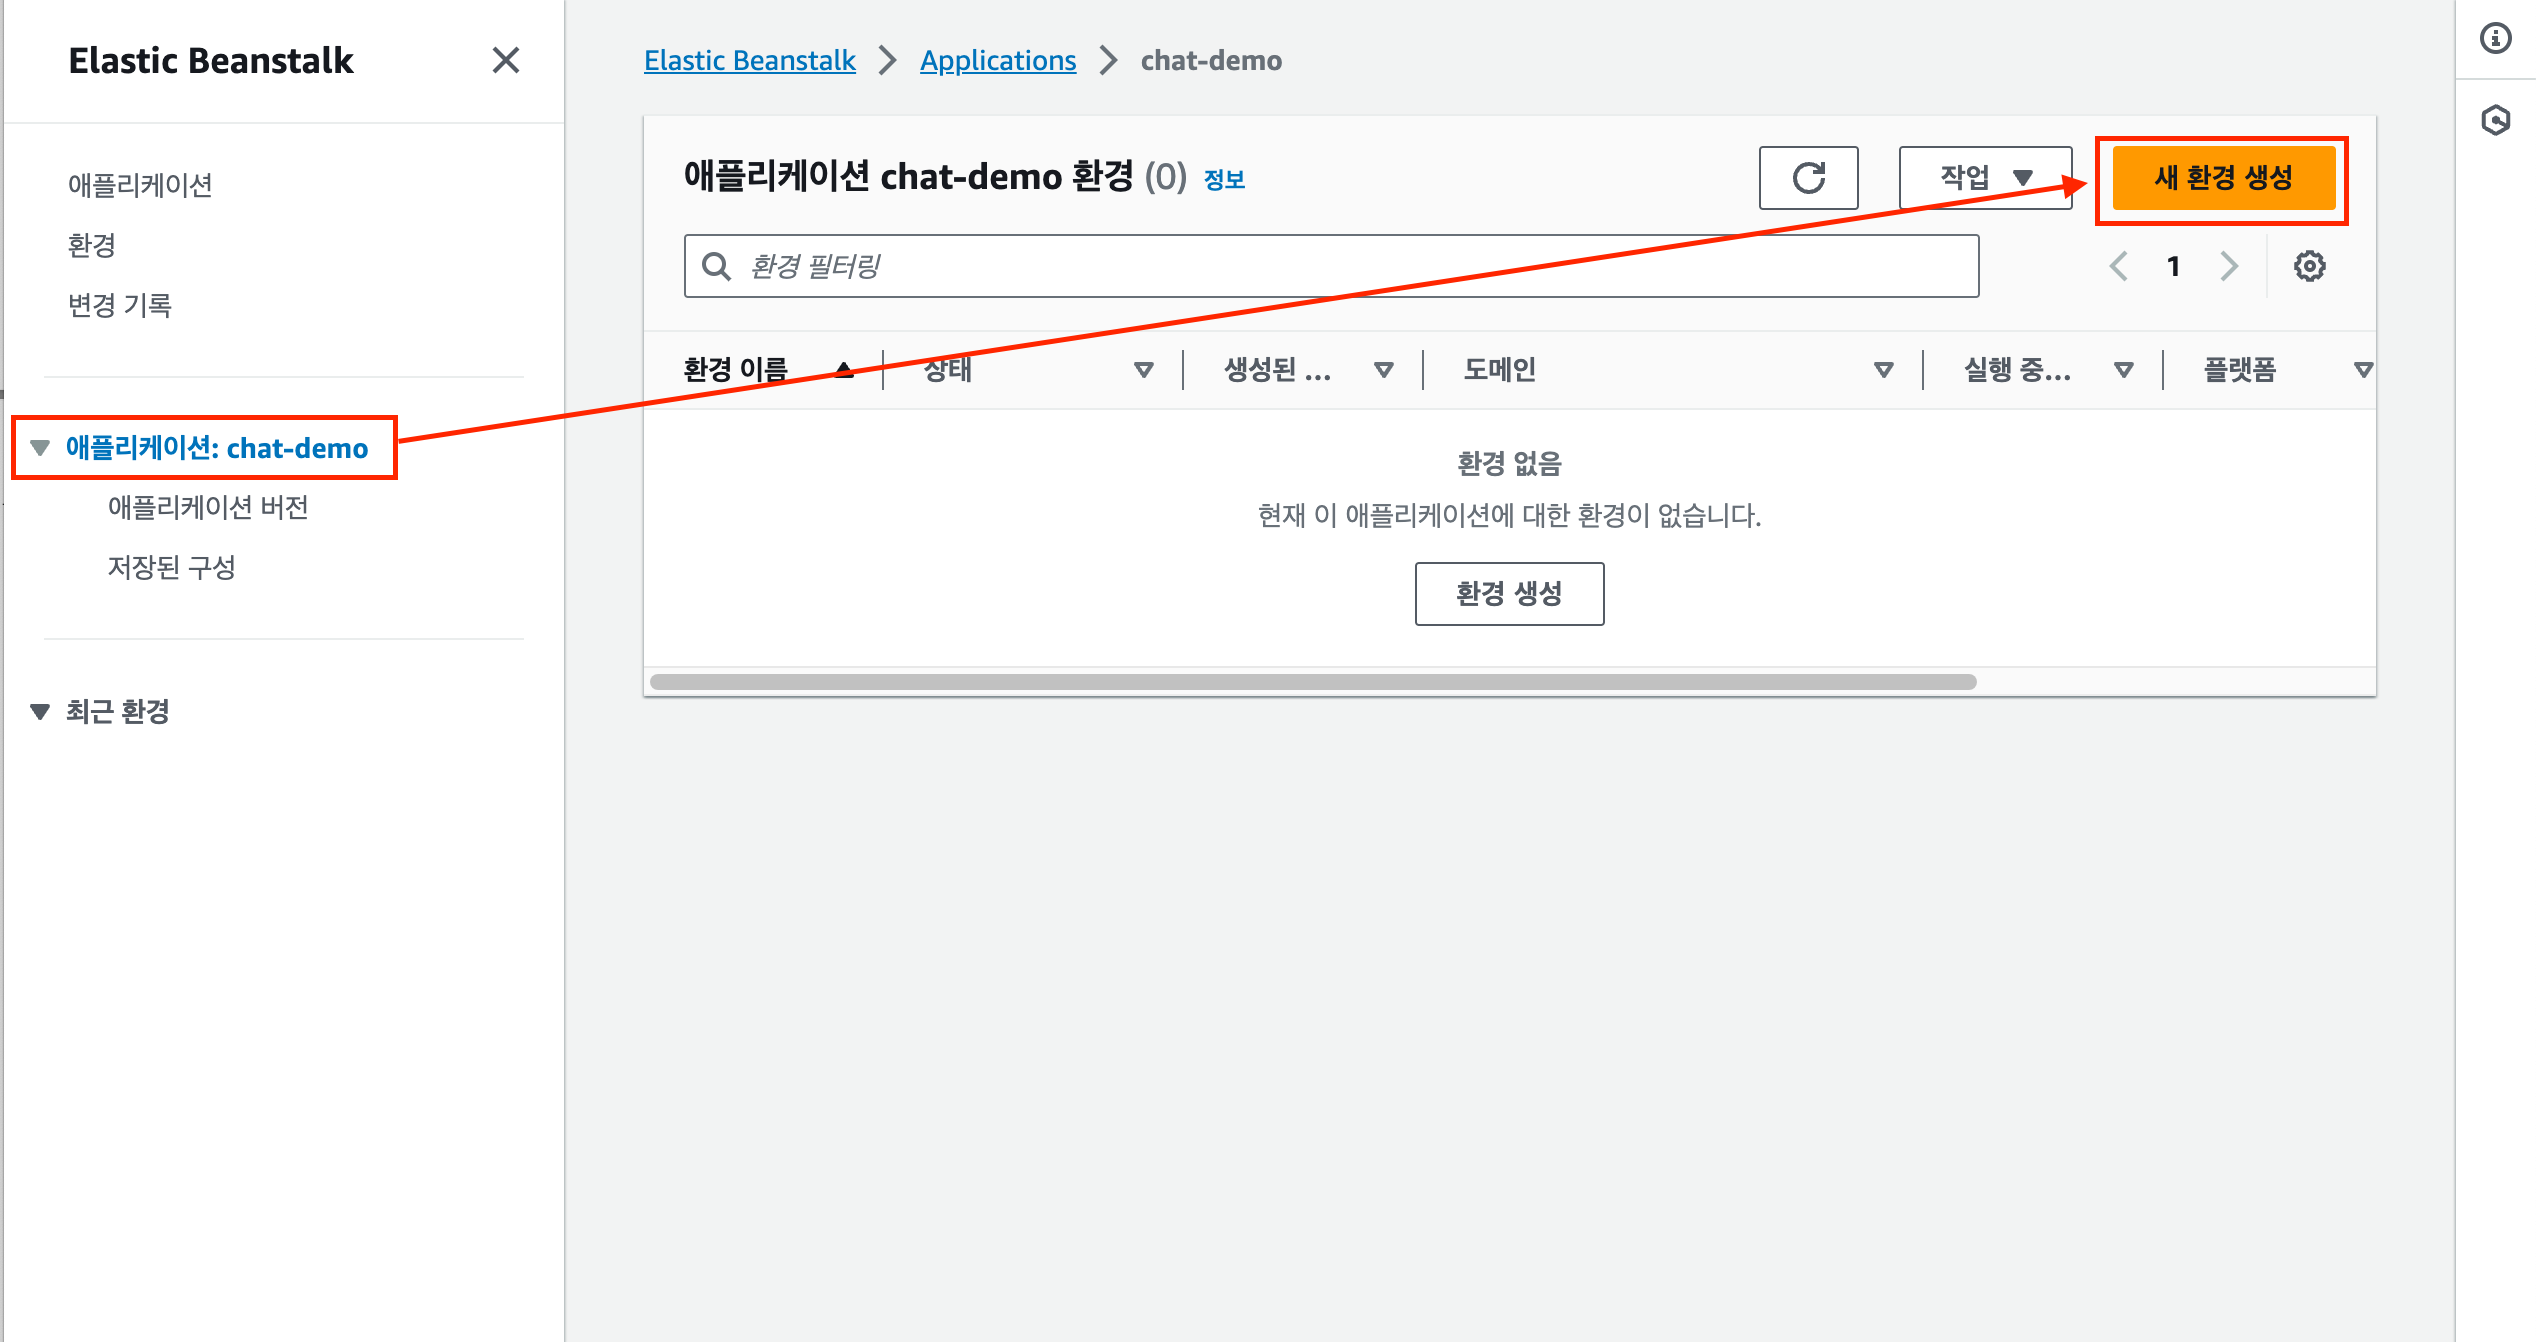 Elastic Beanstalk
애플리케이션
환경
변경 기록
애플리케이션: chat-demo
애플리케이션 버전
저장된 구성
최근 환경
Elastic Beanstalk Applications chat-demo
애플리케이션 chat-demo 환경 (0) 정보
작업
새 환경 생성
환경 필터링
1
환경 이름 상태 생성된 ... 도메인 실행 중... 플랫폼
환경 없음
현재 이 애플리케이션에 대한 환경이 없습니다.
환경 생성